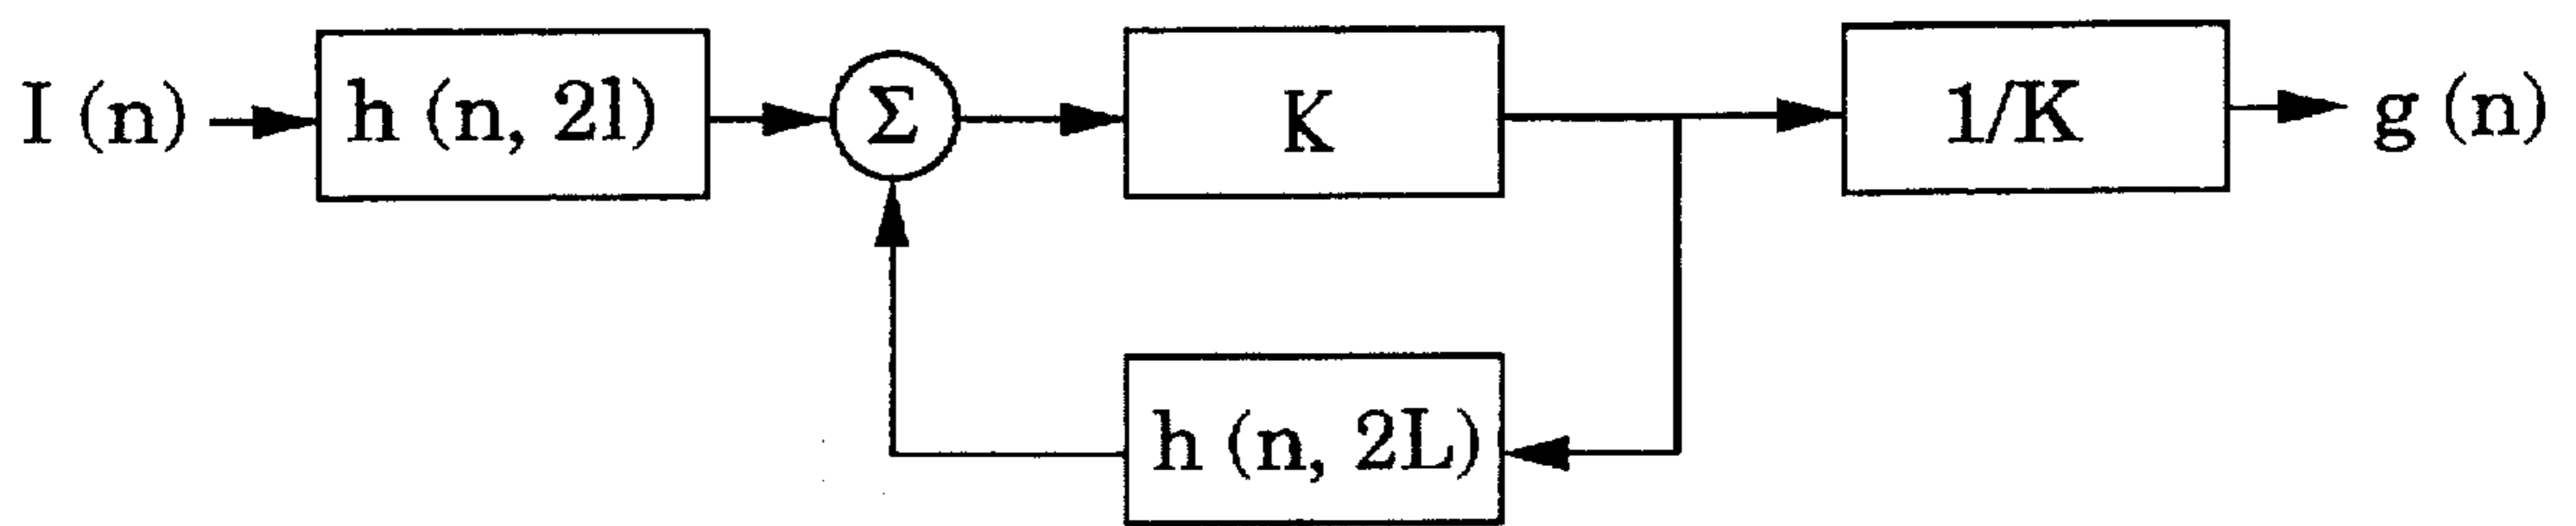 I (n)
h (n, 2l)
Σ
K
1/K
g (n)
h (n, 2L)